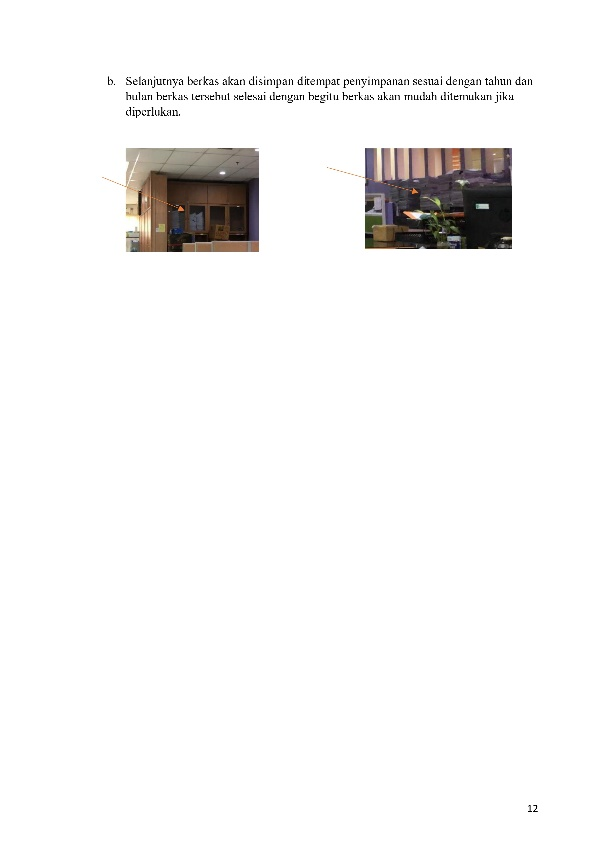 b. Selanjutnya berkas akan disimpan ditempat penyimpanan sesuai dengan tahun dan
bulan berkas tersebut selesei dengan begitu berkas akan mudah ditemukan jika
diperlukan.
12